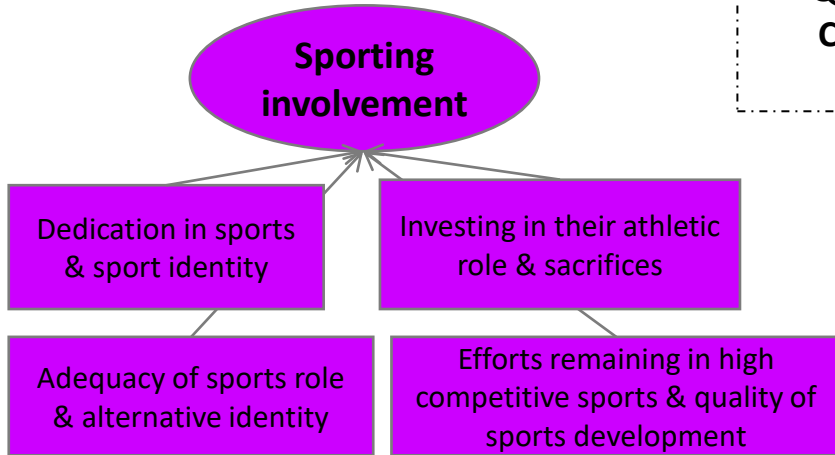 Sporting
involvement
Dedication in sports
& sport identity
Investing in their athletic
role & sacrifices
Adequacy of sports role
& alternative identity
Efforts remaining in high
competitive sports & quality of
sports development